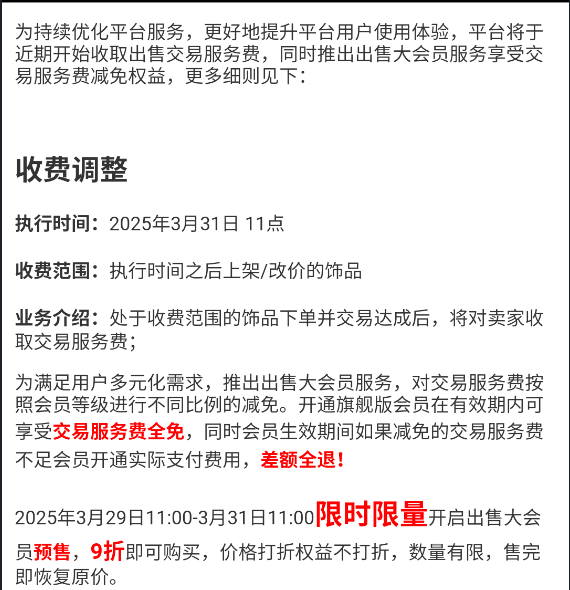 为持续优化平台服务，更好地提升平台用户使用体验，平台将于
近期开始收取出售交易服务费，同时推出出售大会员服务享受交
易服务费减免权益，更多细则见下：
收费调整
执行时间：2025年3月31日 11点
收费范围：执行时间之后上架/改价的饰品
业务介绍：处于收费范围的饰品下单并交易达成后，将对卖家收
取交易服务费；
为满足用户多元化需求，推出出售大会员服务，对交易服务费按
照会员等级进行不同比例的减免。开通旗舰版会员在有效期内可
享受交易服务费全免，同时会员生效期间如果减免的交易服务费
不足会员开通实际支付费用，差额全退！
2025年3月29日11:00-3月31日11:00限时限量开启出售大会
员预售，9折即可购买，价格打折权益不打折，数量有限，售完
即恢复原价。